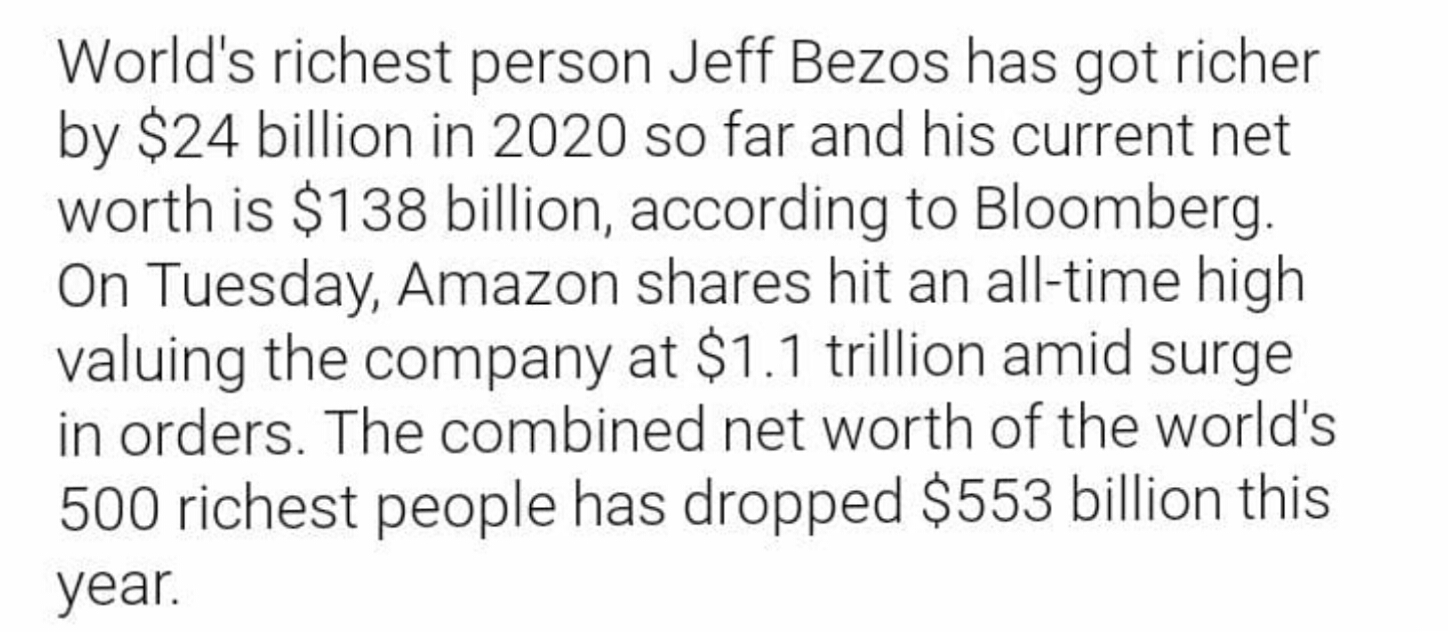 World's richest person Jeff Bezos has got richer
by $24 billion in 2020 so far and his current net
worth is $138 billion, according to Bloomberg.
On Tuesday, Amazon shares hit an all-time high
valuing the company at $1.1 trillion amid surge
in orders. The combined net worth of the world's
500 richest people has dropped $553 billion this
year.